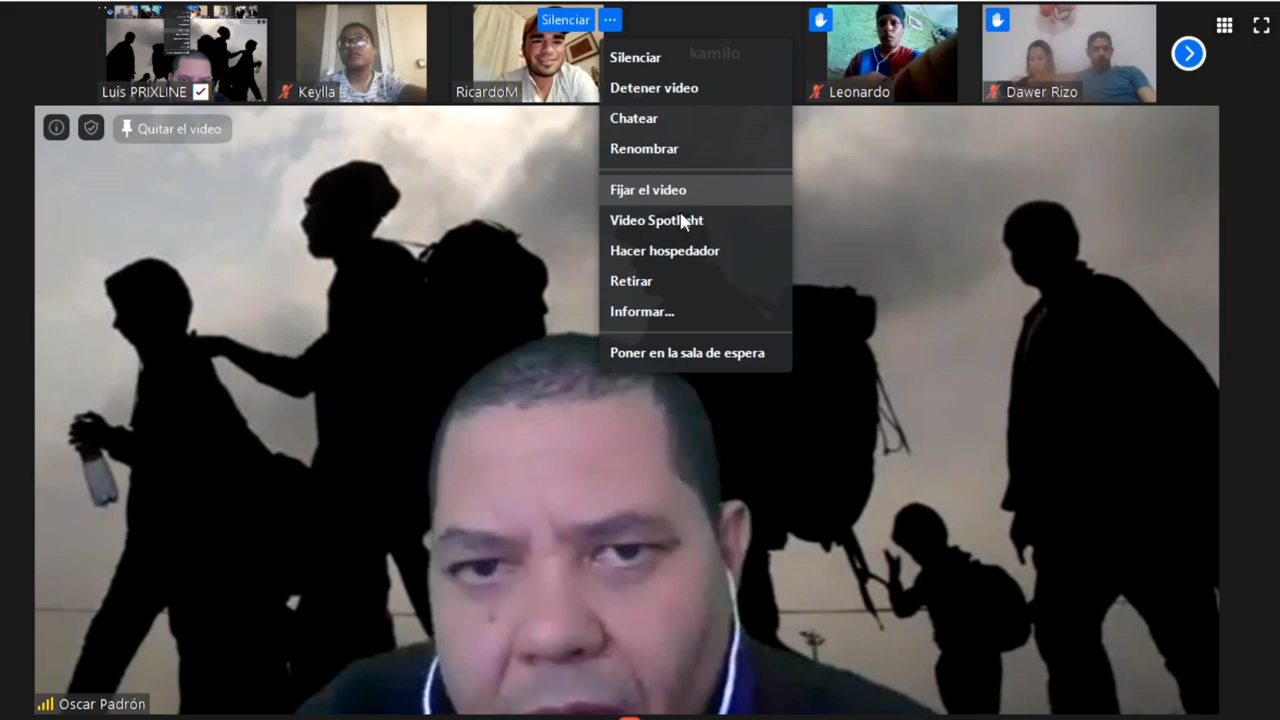 Silenciar
Luis PRIXLINE
Keylla
RicardoM
kamilo
Leonardo
Dawer Rizo
Quitar el video
Silenciar
Detener video
Chatear
Renombrar
Fijar el video
Video Spotlight
Hacer hospedador
Retirar
Informar...
Poner en la sala de espera
Oscar Padrón